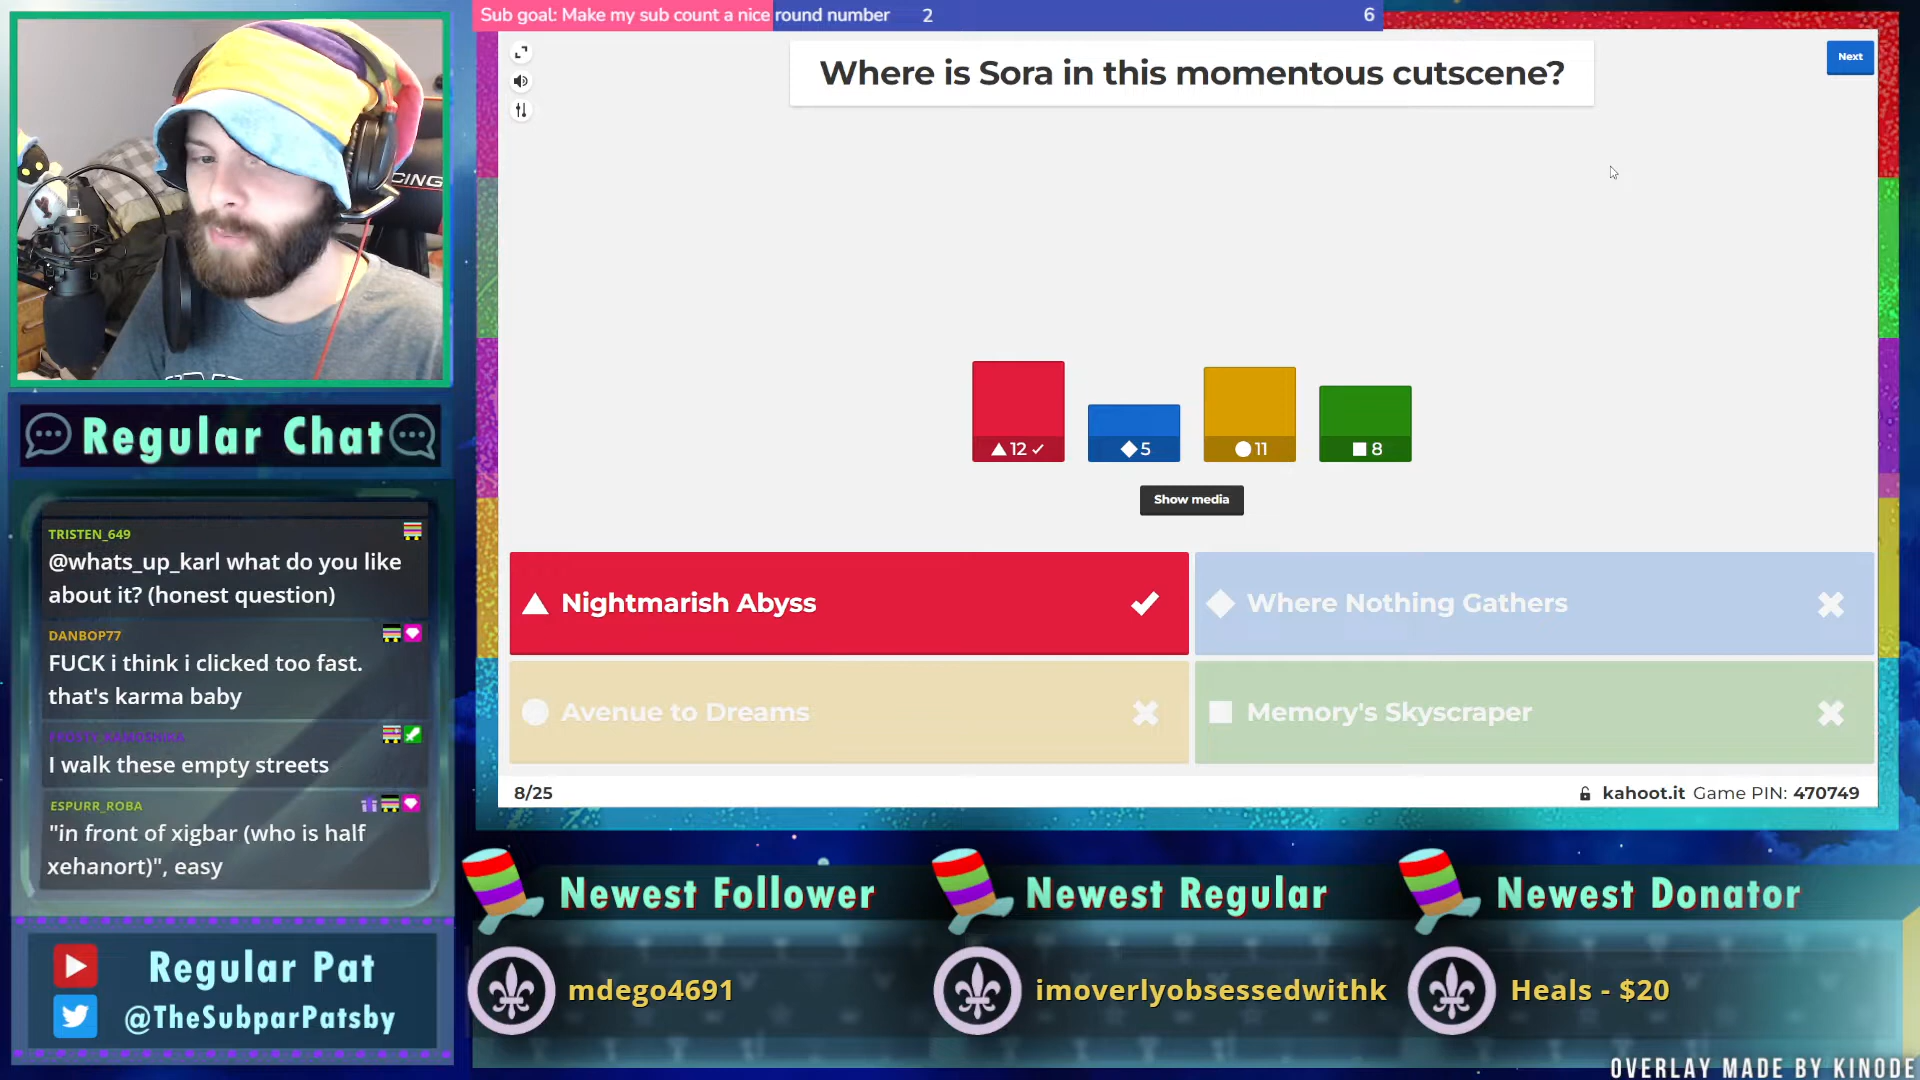 Sub goal: Make my sub count a nice round number 2 6
Where is Sora in this momentous cutscene?
Next
CING
12
5
11
8
Show media
Nightmarish Abyss
Where Nothing Gathers
Avenue to Dreams
Memory's Skyscraper
8/25
kahoot.it Game PIN: 470749
Regular Chat
TRISTEN_649
@whats_up_karl what do you like
about it? (honest question)
DANBOP77
FUCK i think i clicked too fast.
that's karma baby
I walk these empty streets
ESPURR_ROBA
"in front of xigbar (who is half
xehanort)", easy
Regular Pat
@TheSubparPatsby
Newest Follower
mdego4691
Newest Regular
imoverlyobsessedwithk
Newest Donator
Heals - $20
OVERLAY MADE BY KINODE